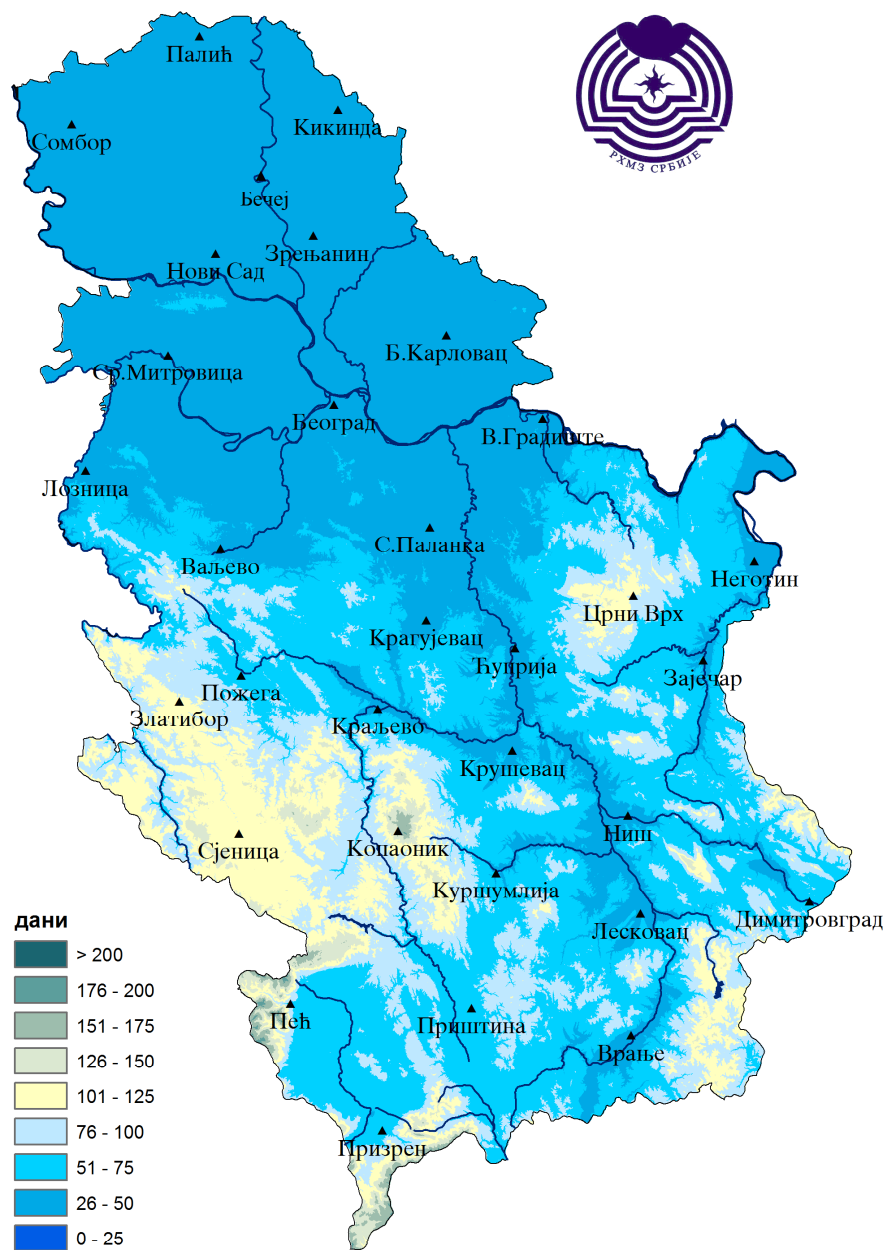 Палић
Кикинда
Сомбор
Бечеј
Зрењанин
Нови Сад
Б.Карловац
Ср.Митровица
Београд
В.Градиште
Лозница
С.Паланка
Ваљево
Неготин
Црни Врх
Крагујевац
Ћуприја
Зајечар
Пожега
Златибор
Краљево
Крушевац
Ниш
Сјеница
Копаоник
Куршумлија
Лесковац
Димитровград
Пећ
Приштина
Врање
Призрен
РХМЗ СРБИЈЕ
дани
> 200
176 - 200
151 - 175
126 - 150
101 - 125
76 - 100
51 - 75
26 - 50
0 - 25